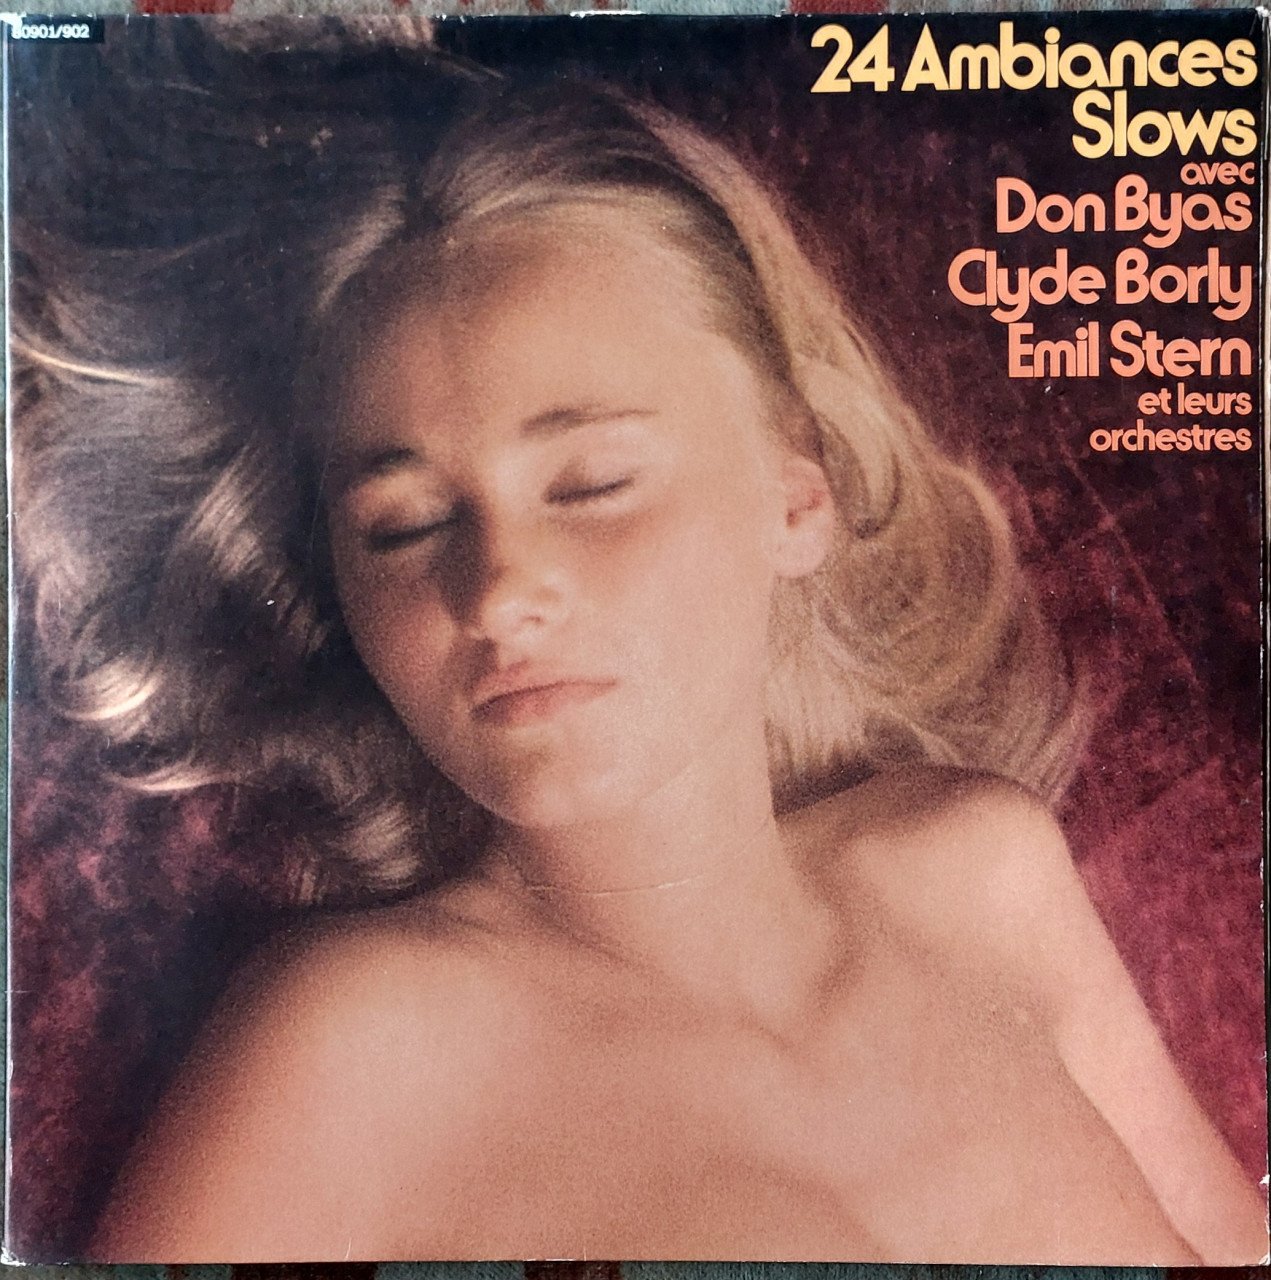 80901/902
24 Ambiances
Slows
avec
Don Byas
Clyde Borly
Emil Stern
et leurs
orchestres